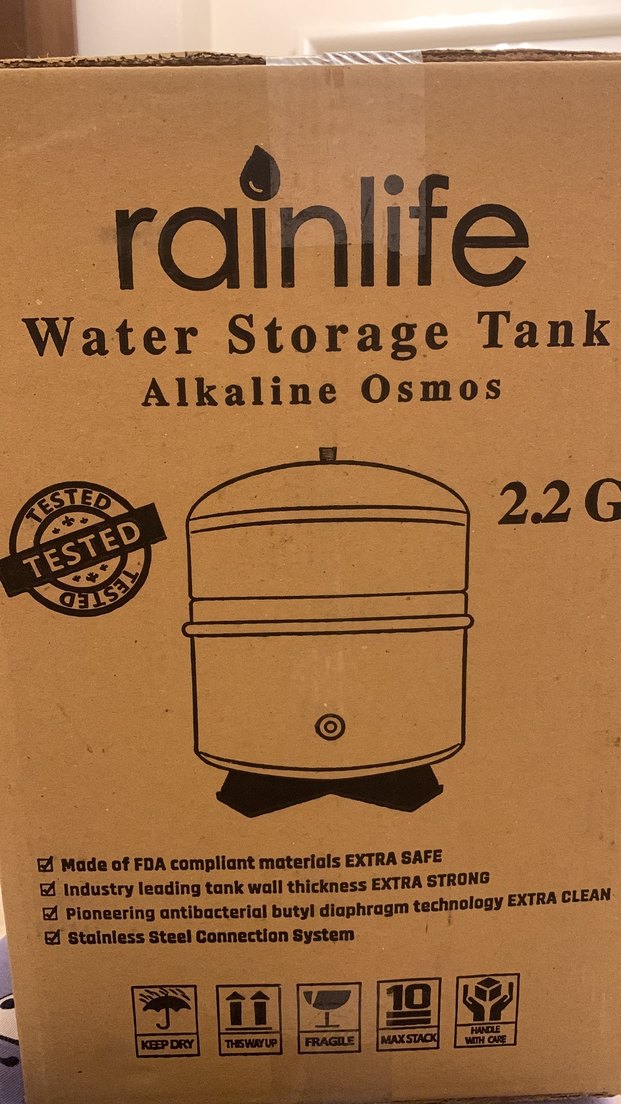 rainlife
Water Storage Tank
Alkaline Osmos
2.2 G
TESTED
TESTED
TESTED
Made of FDA compliant materials EXTRA SAFE
Industry leading tank wall thickness EXTRA STRONG
Pioneering antibacterial butyl diaphragm technology EXTRA CLEAN
Stainless Steel Connection System
KEEP DRY
THIS WAY UP
FRAGILE
10
MAX STACK
HANDLE
WITH CARE